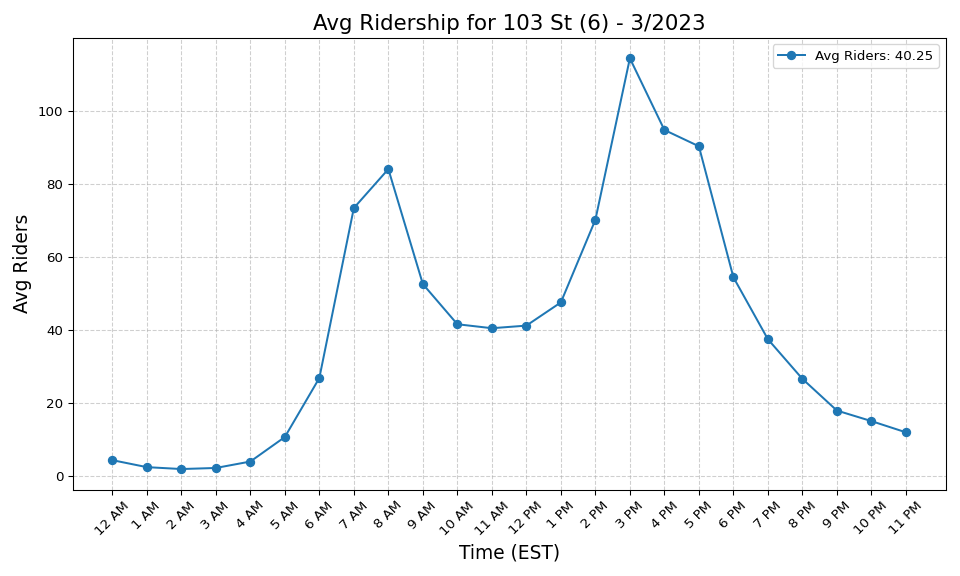 Avg Ridership for 103 St (6) - 3/2023
Avg Riders: 40.25
Avg Riders
100
80
60
40
20
0
12 AM
1 AM
2 AM
3 AM
4 AM
5 AM
6 AM
7 AM
8 AM
9 AM
10 AM
11 AM
12 PM
1 PM
2 PM
3 PM
4 PM
5 PM
6 PM
7 PM
8 PM
9 PM
10 PM
11 PM
Time (EST)